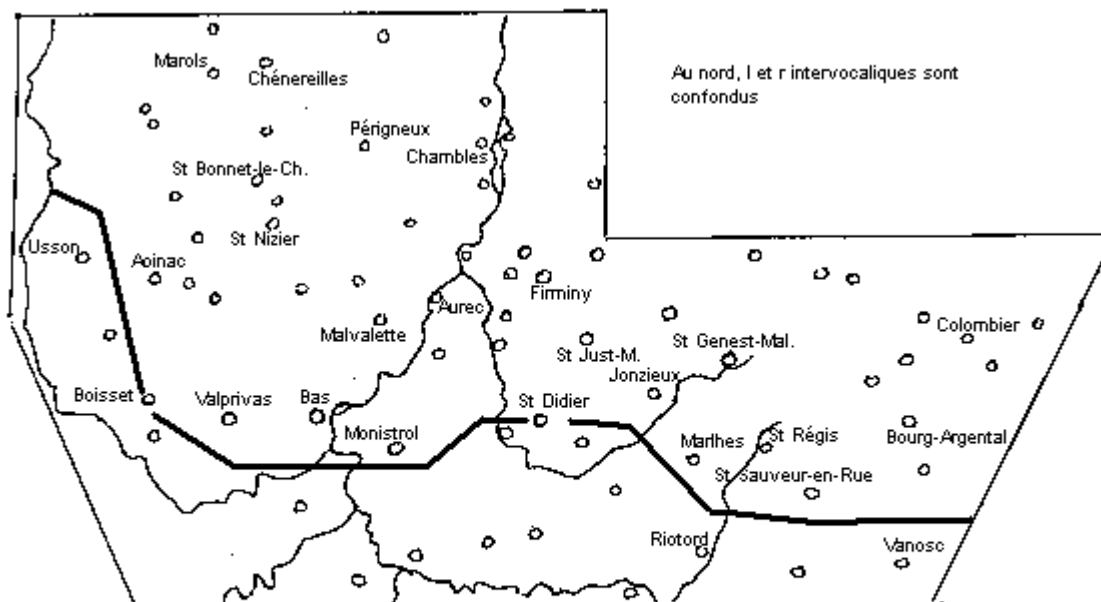 Marols
Chénereilles
Au nord, l et r intervocaliques sont
confondus
Périgneux
Chambles
St Bonnet-le-Ch.
St Nizier
Usson
Aoinac
Aurec
Firminy
Malvalette
Colombier
St Just-M.
St Genest-Mal.
Jonzieux
Boisset
Valprivas
Bas
St Didier
Monistrol
Marlhes
St Régis
Bourg-Argental
St Sauveur-en-Rue
Riotord
Vanosc